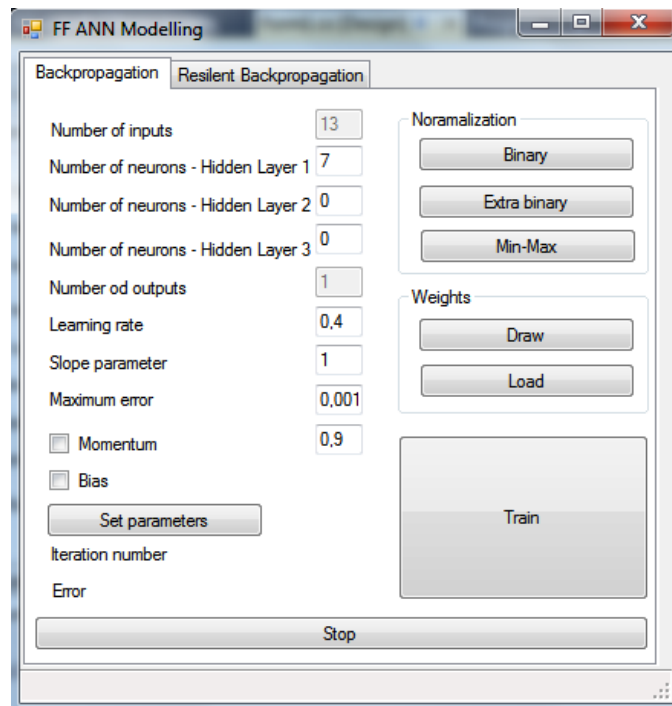 FF ANN Modelling
Backpropagation
Resilent Backpropagation
Number of inputs 13
Number of neurons - Hidden Layer 1 7
Number of neurons - Hidden Layer 2 0
Number of neurons - Hidden Layer 3 0
Number od outputs 1
Learning rate 0,4
Slope parameter 1
Maximum error 0,001
Momentum 0,9
Bias
Set parameters
Iteration number
Error
Noramalization
Binary
Extra binary
Min-Max
Weights
Draw
Load
Train
Stop